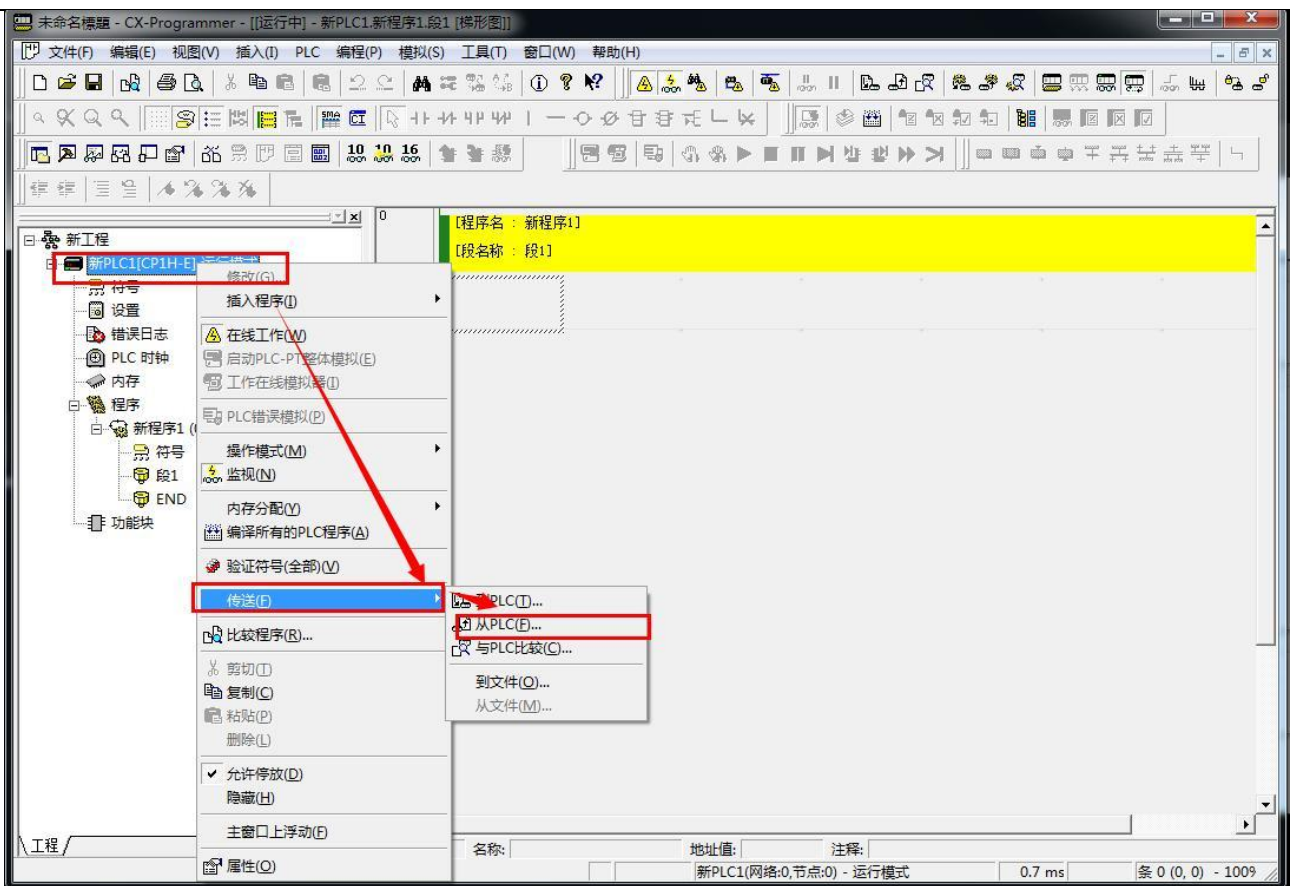 未命名標題 - CX-Programmer - [[运行中] - 新PLC1.新程序1.段1 [梯形图]]
文件(F) 编辑(E) 视图(V) 插入(I) PLC 编程(P) 模拟(S) 工具(T) 窗口(W) 帮助(H)
10 10 16
0
[程序名 : 新程序1]
[段名称 : 段1]
新工程
新PLC1[CP1H-E] 运行模式
符号
设置
错误日志
PLC 时钟
内存
程序
新程序1 (
符号
段1
END
功能块
修改(G)...
插入程序(I)
在线工作(W)
启动PLC-PT整体模拟(E)
工作在线模拟器(I)
PLC错误模拟(P)
操作模式(M)
监视(N)
内存分配(Y)
编译所有的PLC程序(A)
验证符号(全部)(V)
传送(F)
比较程序(R)...
剪切(T)
复制(C)
粘贴(P)
删除(L)
允许停放(D)
隐藏(H)
主窗口上浮动(F)
属性(O)
到PLC(T)...
从PLC(F)...
与PLC比较(C)...
到文件(O)...
从文件(M)...
工程
名称: 地址值: 注释:
新PLC1(网络:0,节点:0) - 运行模式 0.7 ms 条 0 (0, 0) - 1009